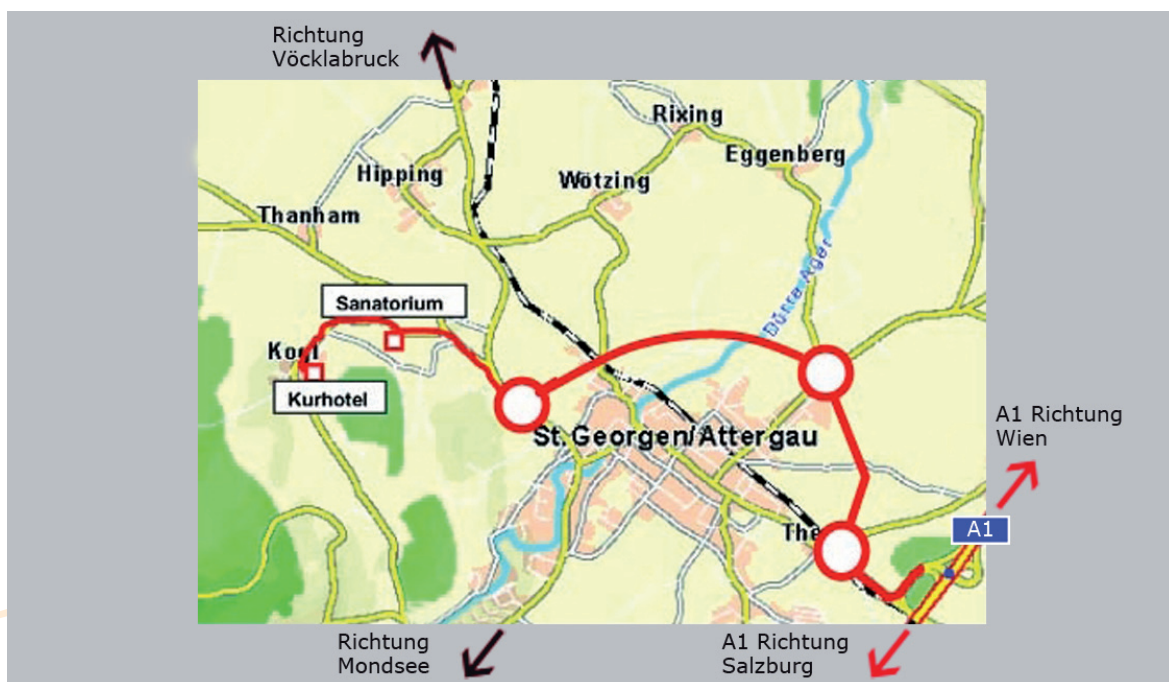 Richtung
Vöcklabruck
Rixing
Eggenberg
Hipping
Wötzing
Thanham
Dürre Ager
Sanatorium
Kogl
Kurhotel
St. Georgen/Attergau
A1 Richtung
Wien
A1
Richtung
Mondsee
A1 Richtung
Salzburg